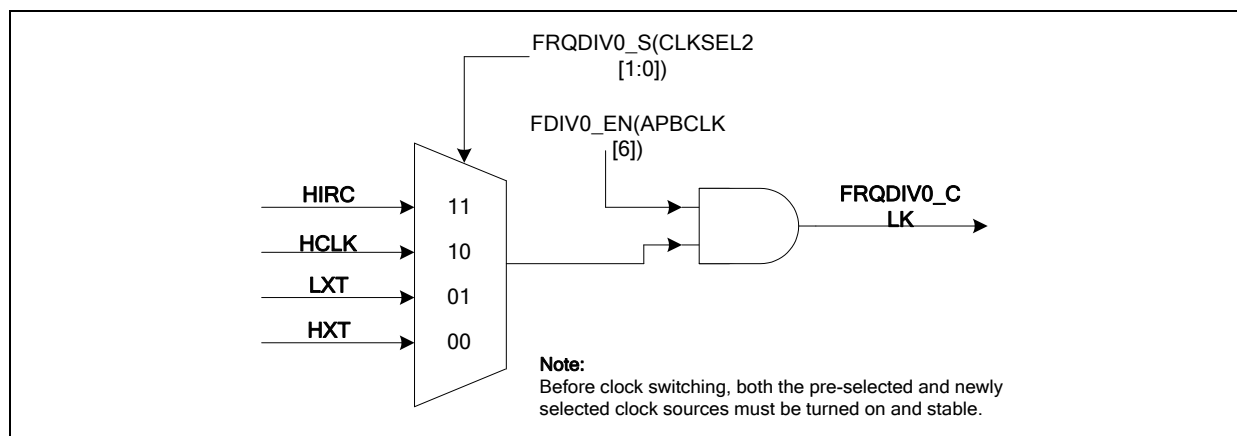 FRQDIV0_S(CLKSEL2
[1:0])
FDIV0_EN(APBCLK
[6])
HIRC
11
FRQDIV0_C
LK
HCLK
10
LXT
01
HXT
00
Note:
Before clock switching, both the pre-selected and newly
selected clock sources must be turned on and stable.